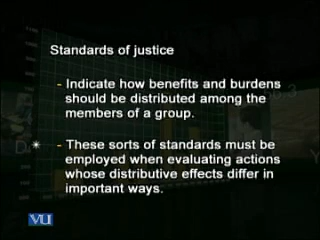 Standards of justice
- Indicate how benefits and burdens
should be distributed among the
members of a group.
- These sorts of standards must be
employed when evaluating actions
whose distributive effects differ in
important ways.
VU